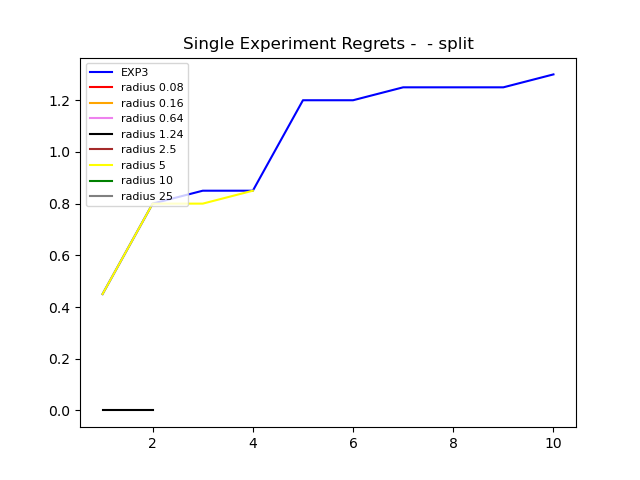 Single Experiment Regrets -  - split
EXP3
radius 0.08
radius 0.16
radius 0.64
radius 1.24
radius 2.5
radius 5
radius 10
radius 25
1.2
1.0
0.8
0.6
0.4
0.2
0.0
2 4 6 8 10